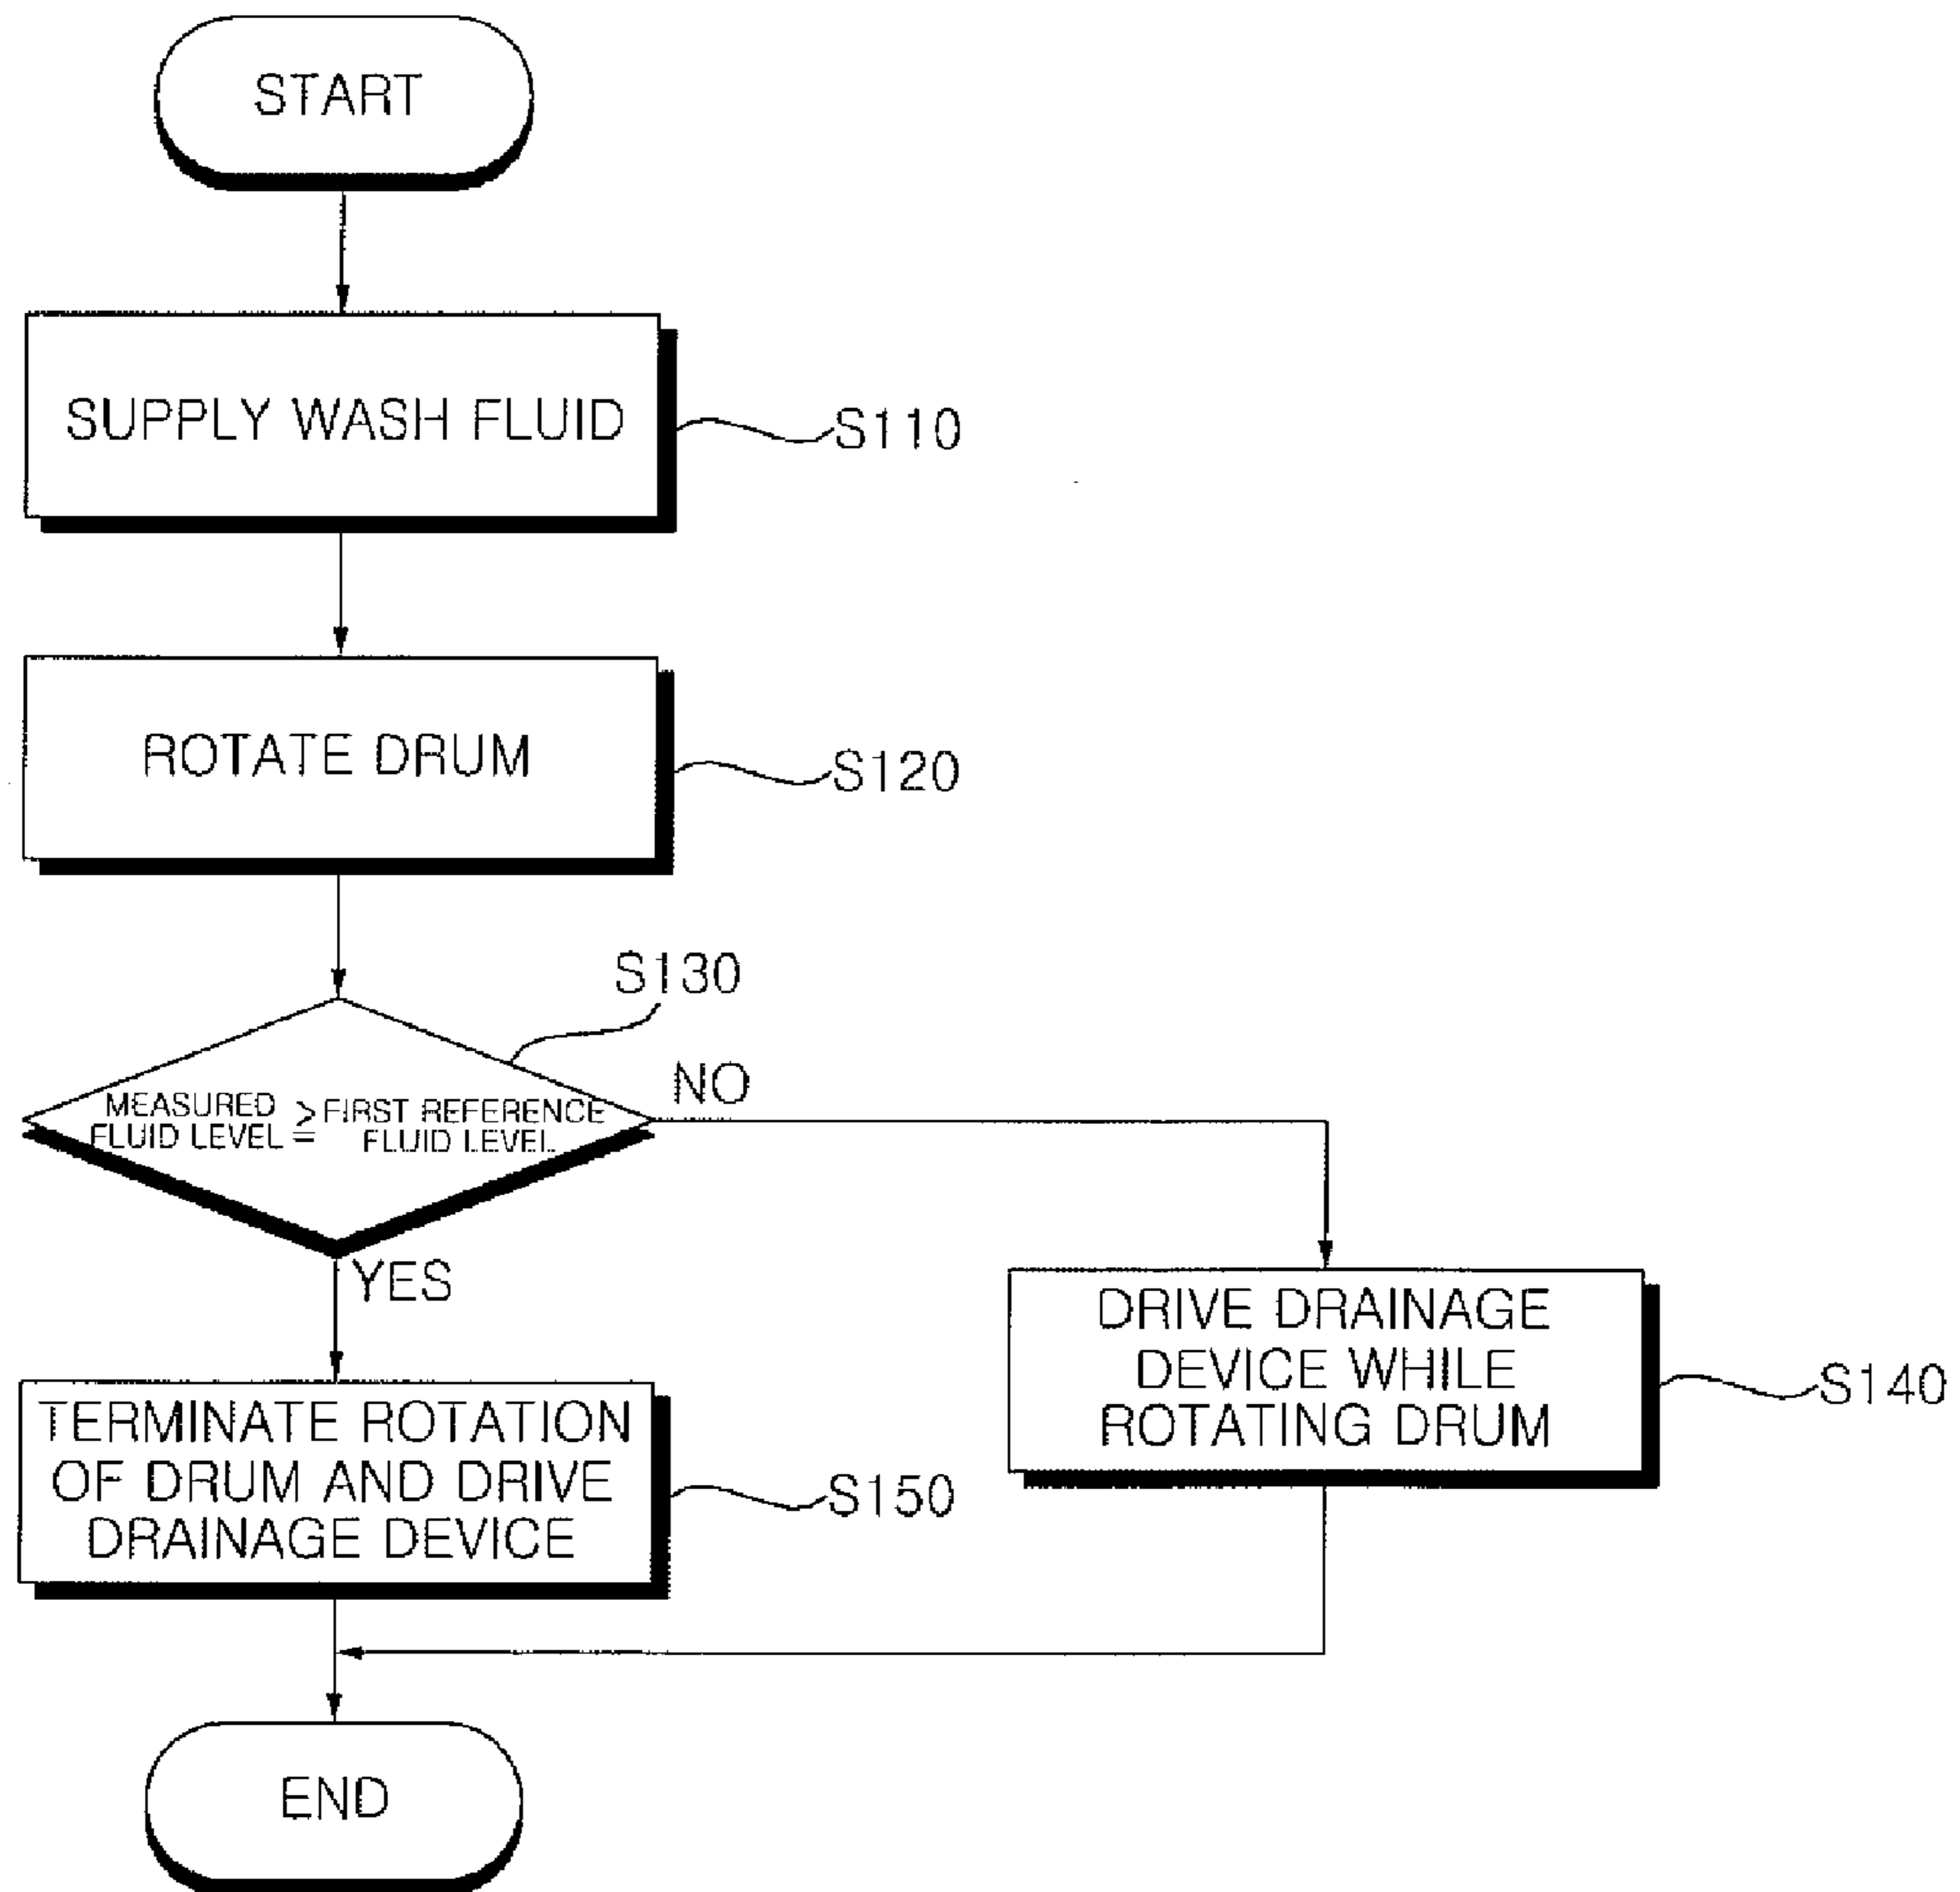 START
SUPPLY WASH FLUID
S110
ROTATE DRUM
S120
S130
NO
MEASURED ≧ FIRST REFERENCE
FLUID LEVEL FLUID LEVEL
YES
DRIVE DRAINAGE
DEVICE WHILE
ROTATING DRUM
S140
TERMINATE ROTATION
OF DRUM AND DRIVE
DRAINAGE DEVICE
S150
END